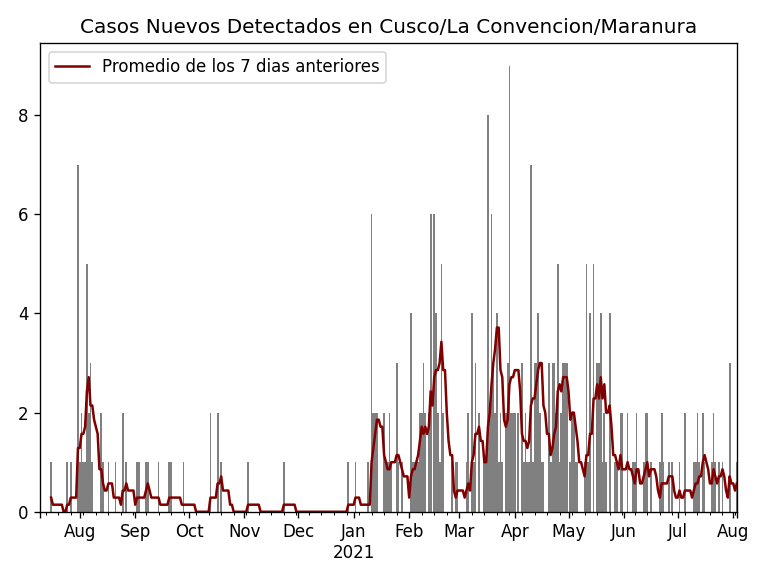 Casos Nuevos Detectados en Cusco/La Convencion/Maranura
Promedio de los 7 dias anteriores
8
6
4
2
0
Aug Sep Oct Nov Dec Jan Feb Mar Apr May Jun Jul Aug
2021